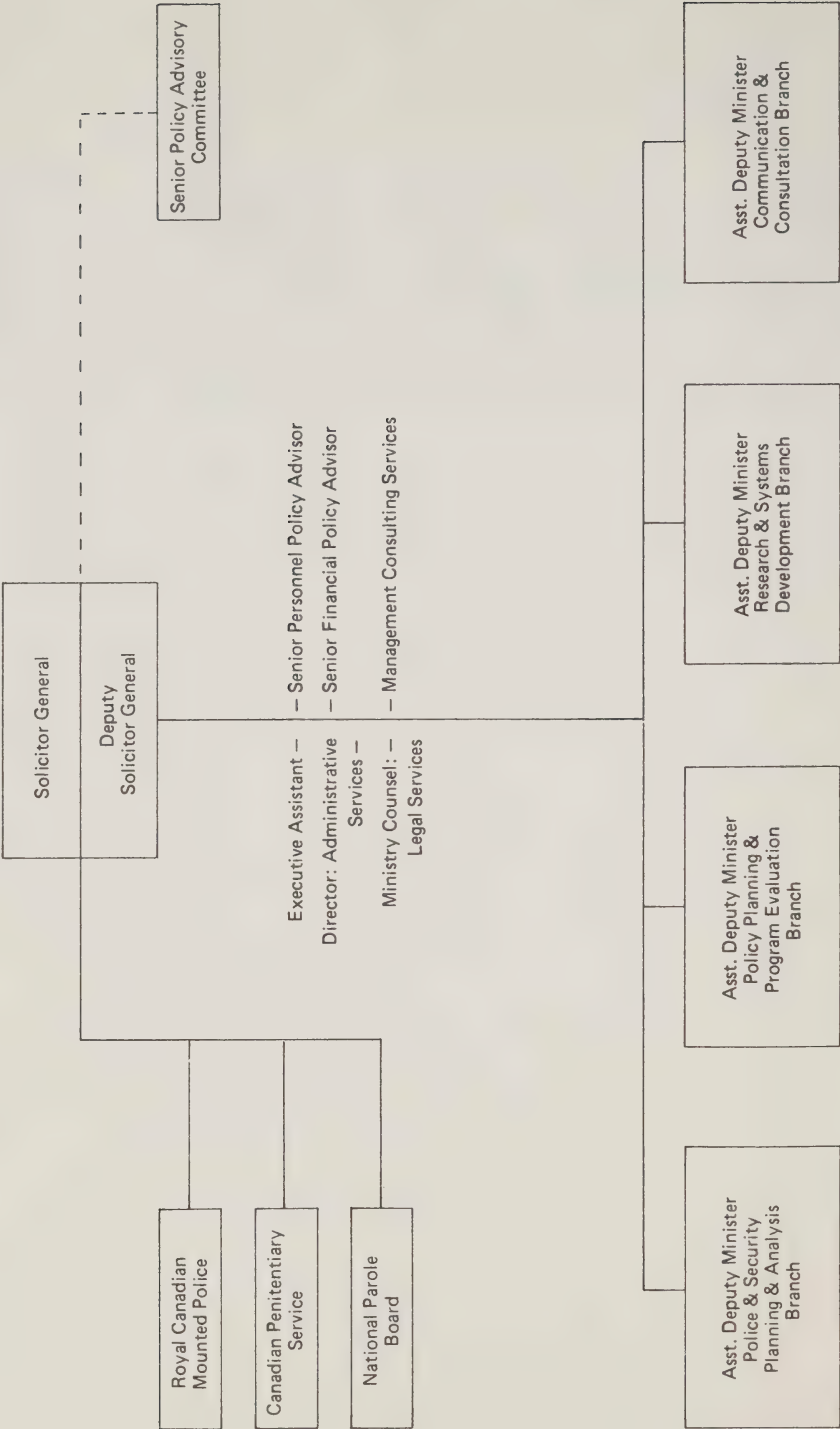 Solicitor General
Deputy
Solicitor General
Senior Policy Advisory
Committee
Royal Canadian
Mounted Police
Canadian Penitentiary
Service
National Parole
Board
Executive Assistant — — Senior Personnel Policy Advisor
Director: Administrative — Senior Financial Policy Advisor
Services —
Ministry Counsel: — — Management Consulting Services
Legal Services
Asst. Deputy Minister
Police & Security
Planning & Analysis
Branch
Asst. Deputy Minister
Policy Planning &
Program Evaluation
Branch
Asst. Deputy Minister
Research & Systems
Development Branch
Asst. Deputy Minister
Communication &
Consultation Branch